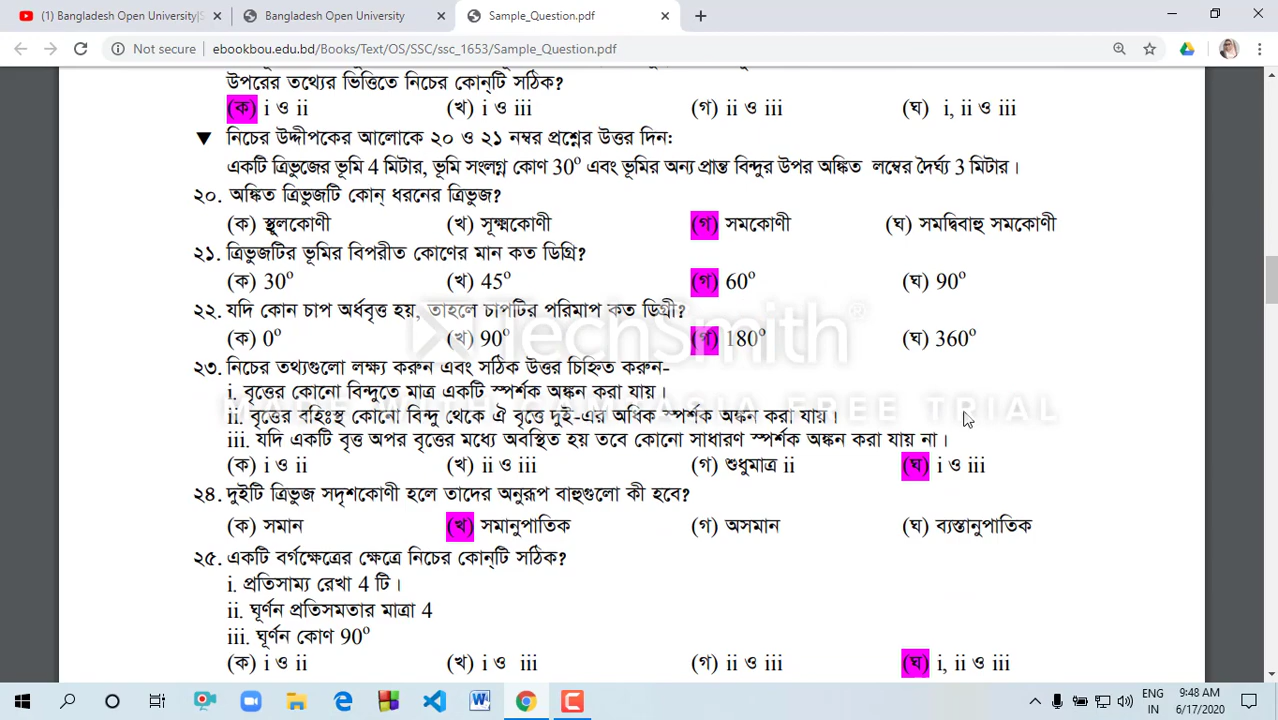 (1) Bangladesh Open University|S
Bangladesh Open University
Sample_Question.pdf
Not secure
ebookbou.edu.bd/Books/Text/OS/SSC/ssc_1653/Sample_Question.pdf
উপরের তথ্যের ভিত্তিতে নিচের কোন্‌টি সঠিক?
(ক) i ও ii (খ) i ও iii (গ) ii ও iii (ঘ) i, ii ও iii
▼ নিচের উদ্দীপকের আলোকে ২০ ও ২১ নম্বর প্রশ্নের উত্তর দিন:
একটি ত্রিভুজের ভূমি 4 মিটার, ভূমি সংলগ্ন কোণ 30° এবং ভূমির অন্য প্রান্ত বিন্দুর উপর অঙ্কিত লম্বের দৈর্ঘ্য 3 মিটার।
২০. অঙ্কিত ত্রিভুজটি কোন্ ধরনের ত্রিভুজ?
(ক) স্থূলকোণী (খ) সূক্ষ্মকোণী (গ) সমকোণী (ঘ) সমদ্বিবাহু সমকোণী
২১. ত্রিভুজটির ভূমির বিপরীত কোণের মান কত ডিগ্রি?
(ক) 30° (খ) 45° (গ) 60° (ঘ) 90°
২২. যদি কোন চাপ অর্ধবৃত্ত হয়, তাহলে চাপটির পরিমাপ কত ডিগ্রী?
(ক) 0° (খ) 90° (গ) 180° (ঘ) 360°
TechSmith®
২৩. নিচের তথ্যগুলো লক্ষ্য করুন এবং সঠিক উত্তর চিহ্নিত করুন-
i. বৃত্তের কোনো বিন্দুতে মাত্র একটি স্পর্শক অঙ্কন করা যায়।
MADE WITH CAMTASIA FREE TRIAL
ii. বৃত্তের বহিঃস্থ কোনো বিন্দু থেকে ঐ বৃত্তে দুই-এর অধিক স্পর্শক অঙ্কন করা যায়।
iii. যদি একটি বৃত্ত অপর বৃত্তের মধ্যে অবস্থিত হয় তবে কোনো সাধারণ স্পর্শক অঙ্কন করা যায় না।
(ক) i ও ii (খ) ii ও iii (গ) শুধুমাত্র ii (ঘ) i ও iii
২৪. দুইটি ত্রিভুজ সদৃশকোণী হলে তাদের অনুরূপ বাহুগুলো কী হবে?
(ক) সমান (খ) সমানুপাতিক (গ) অসমান (ঘ) ব্যস্তানুপাতিক
২৫. একটি বর্গক্ষেত্রের ক্ষেত্রে নিচের কোন্‌টি সঠিক?
i. প্রতিসাম্য রেখা 4 টি।
ii. ঘূর্ণন প্রতিসমতার মাত্রা 4
iii. ঘূর্ণন কোণ 90°
(ক) i ও ii (খ) i ও iii (গ) ii ও iii (ঘ) i, ii ও iii
ENG 9:48 AM
IN 6/17/2020